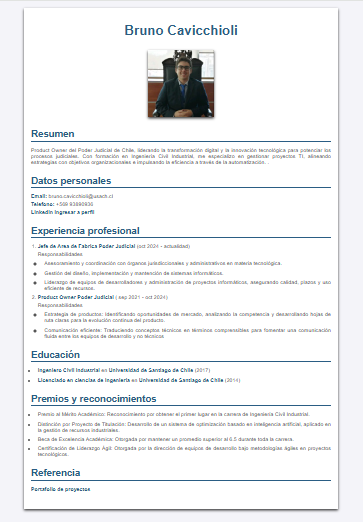 Bruno Cavicchioli
Resumen
Product Owner del Poder Judicial de Chile, liderando la transformación digital y la innovación tecnológica para potenciar los
procesos judiciales. Con formación en Ingeniería Civil Industrial, me especializo en gestionar proyectos TI, alineando
estrategias con objetivos organizacionales e impulsando la eficiencia a través de la automatización. .
Datos personales
Email: bruno.cavicchioli@usach.cl
Telefono:
Linkedin Ingresar a perfil
Experiencia profesional
1. Jefe de Area de Fabrica Poder Judicial (oct 2024 - actualidad)
Responsabilidades
Asesoramiento y coordinación con órganos jurisdiccionales y administrativos en materia tecnológica.
Gestión del diseño, implementación y mantención de sistemas informáticos.
Liderazgo de equipos de desarrolladores y administración de proyectos informáticos, asegurando calidad, plazos y uso
eficiente de recursos.
2. Product Owner Poder Judicial ( sep 2021 - oct 2024)
Responsabilidades
Estrategia de productos: Identificando oportunidades de mercado, analizando la competencia y desarrollando hojas de
ruta claras para la evolución continua del producto.
Comunicación eficiente: Traduciendo conceptos técnicos en términos comprensibles para fomentar una comunicación
fluida entre los equipos de desarrollo y no técnicos
Educación
Ingeniero Civil Industrial en Universidad de Santiago de Chile (2017)
Licenciado en ciencias de Ingenieria en Universidad de Santiago de Chile (2014)
Premios y reconocimientos
Premio al Mérito Académico: Reconocimiento por obtener el primer lugar en la carrera de Ingeniería Civil Industrial.
Distinción por Proyecto de Titulación: Desarrollo de un sistema de optimización basado en inteligencia artificial, aplicado en
la gestión de recursos industriales.
Beca de Excelencia Académica: Otorgada por mantener un promedio superior al 6.5 durante toda la carrera.
Certificación de Liderazgo Ágil: Otorgada por la dirección de equipos de desarrollo bajo metodologías ágiles en proyectos
tecnológicos.
Referencia
Portafolio de proyectos